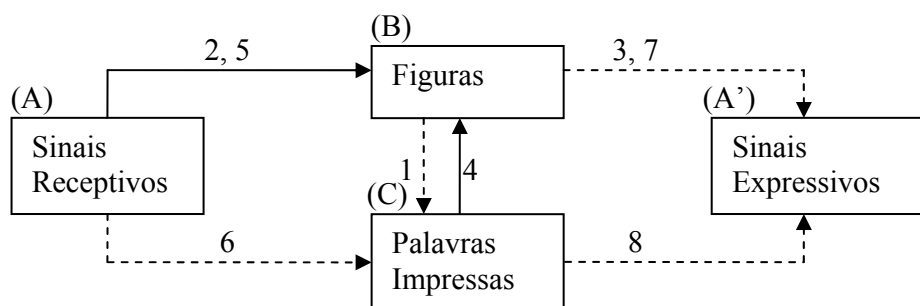 (B)
2, 5
3, 7
Figuras
(A)
(A’)
Sinais
Receptivos
Sinais
Expressivos
1
4
(C)
6
8
Palavras
Impressas